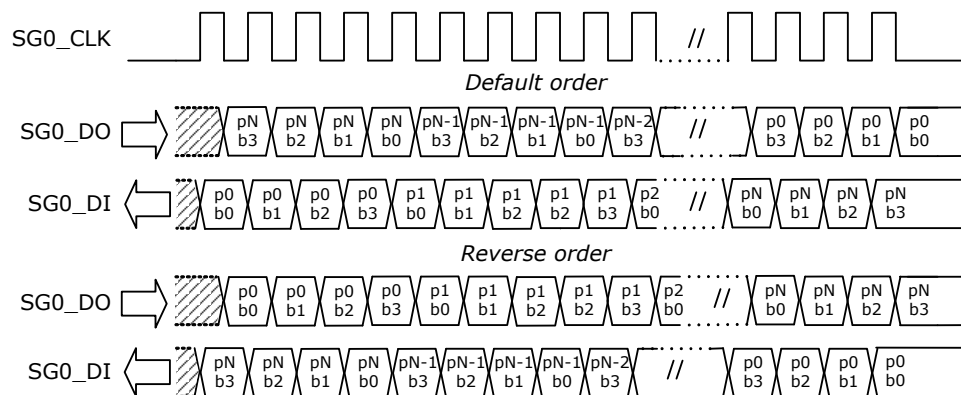 SG0_CLK //
Default order
SG0_DO pN pN pN pN pN-1 pN-1 pN-1 pN-1 pN-2 // p0 p0 p0 p0
b3 b2 b1 b0 b3 b2 b1 b0 b3 b3 b2 b1 b0
SG0_DI p0 p0 p0 p0 p1 p1 p1 p1 p1 p2 // pN pN pN pN
b0 b1 b2 b3 b0 b1 b2 b2 b3 b0 b0 b1 b2 b3
Reverse order
SG0_DO p0 p0 p0 p0 p1 p1 p1 p1 p1 p2 // pN pN pN pN
b0 b1 b2 b3 b0 b1 b2 b2 b3 b0 b0 b1 b2 b3
SG0_DI pN pN pN pN pN-1 pN-1 pN-1 pN-1 pN-2 // p0 p0 p0 p0
b3 b2 b1 b0 b3 b2 b1 b0 b3 b3 b2 b1 b0